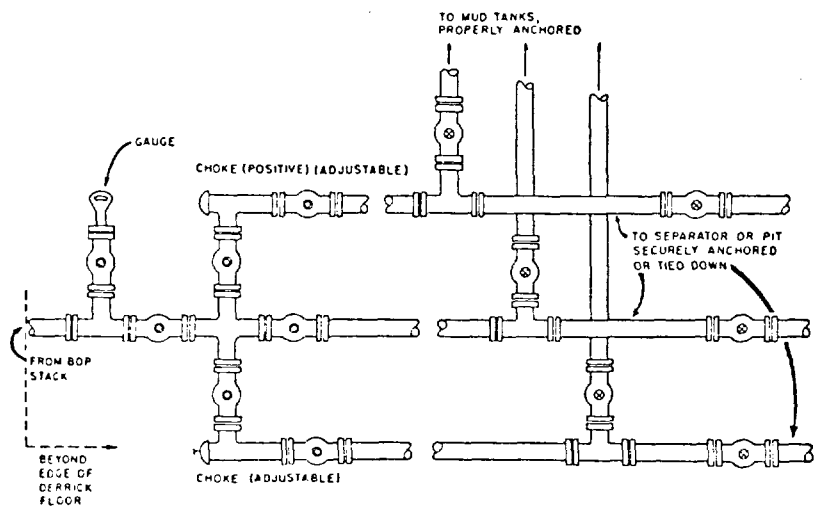 TO MUD TANKS,
PROPERLY ANCHORED
GAUGE
CHOKE (POSITIVE) (ADJUSTABLE)
TO SEPARATOR OR PIT
SECURELY ANCHORED
OR TIED DOWN
FROM BOP
STACK
BEYOND
EDGE OF
DERRICK
FLOOR
CHOKE (ADJUSTABLE)